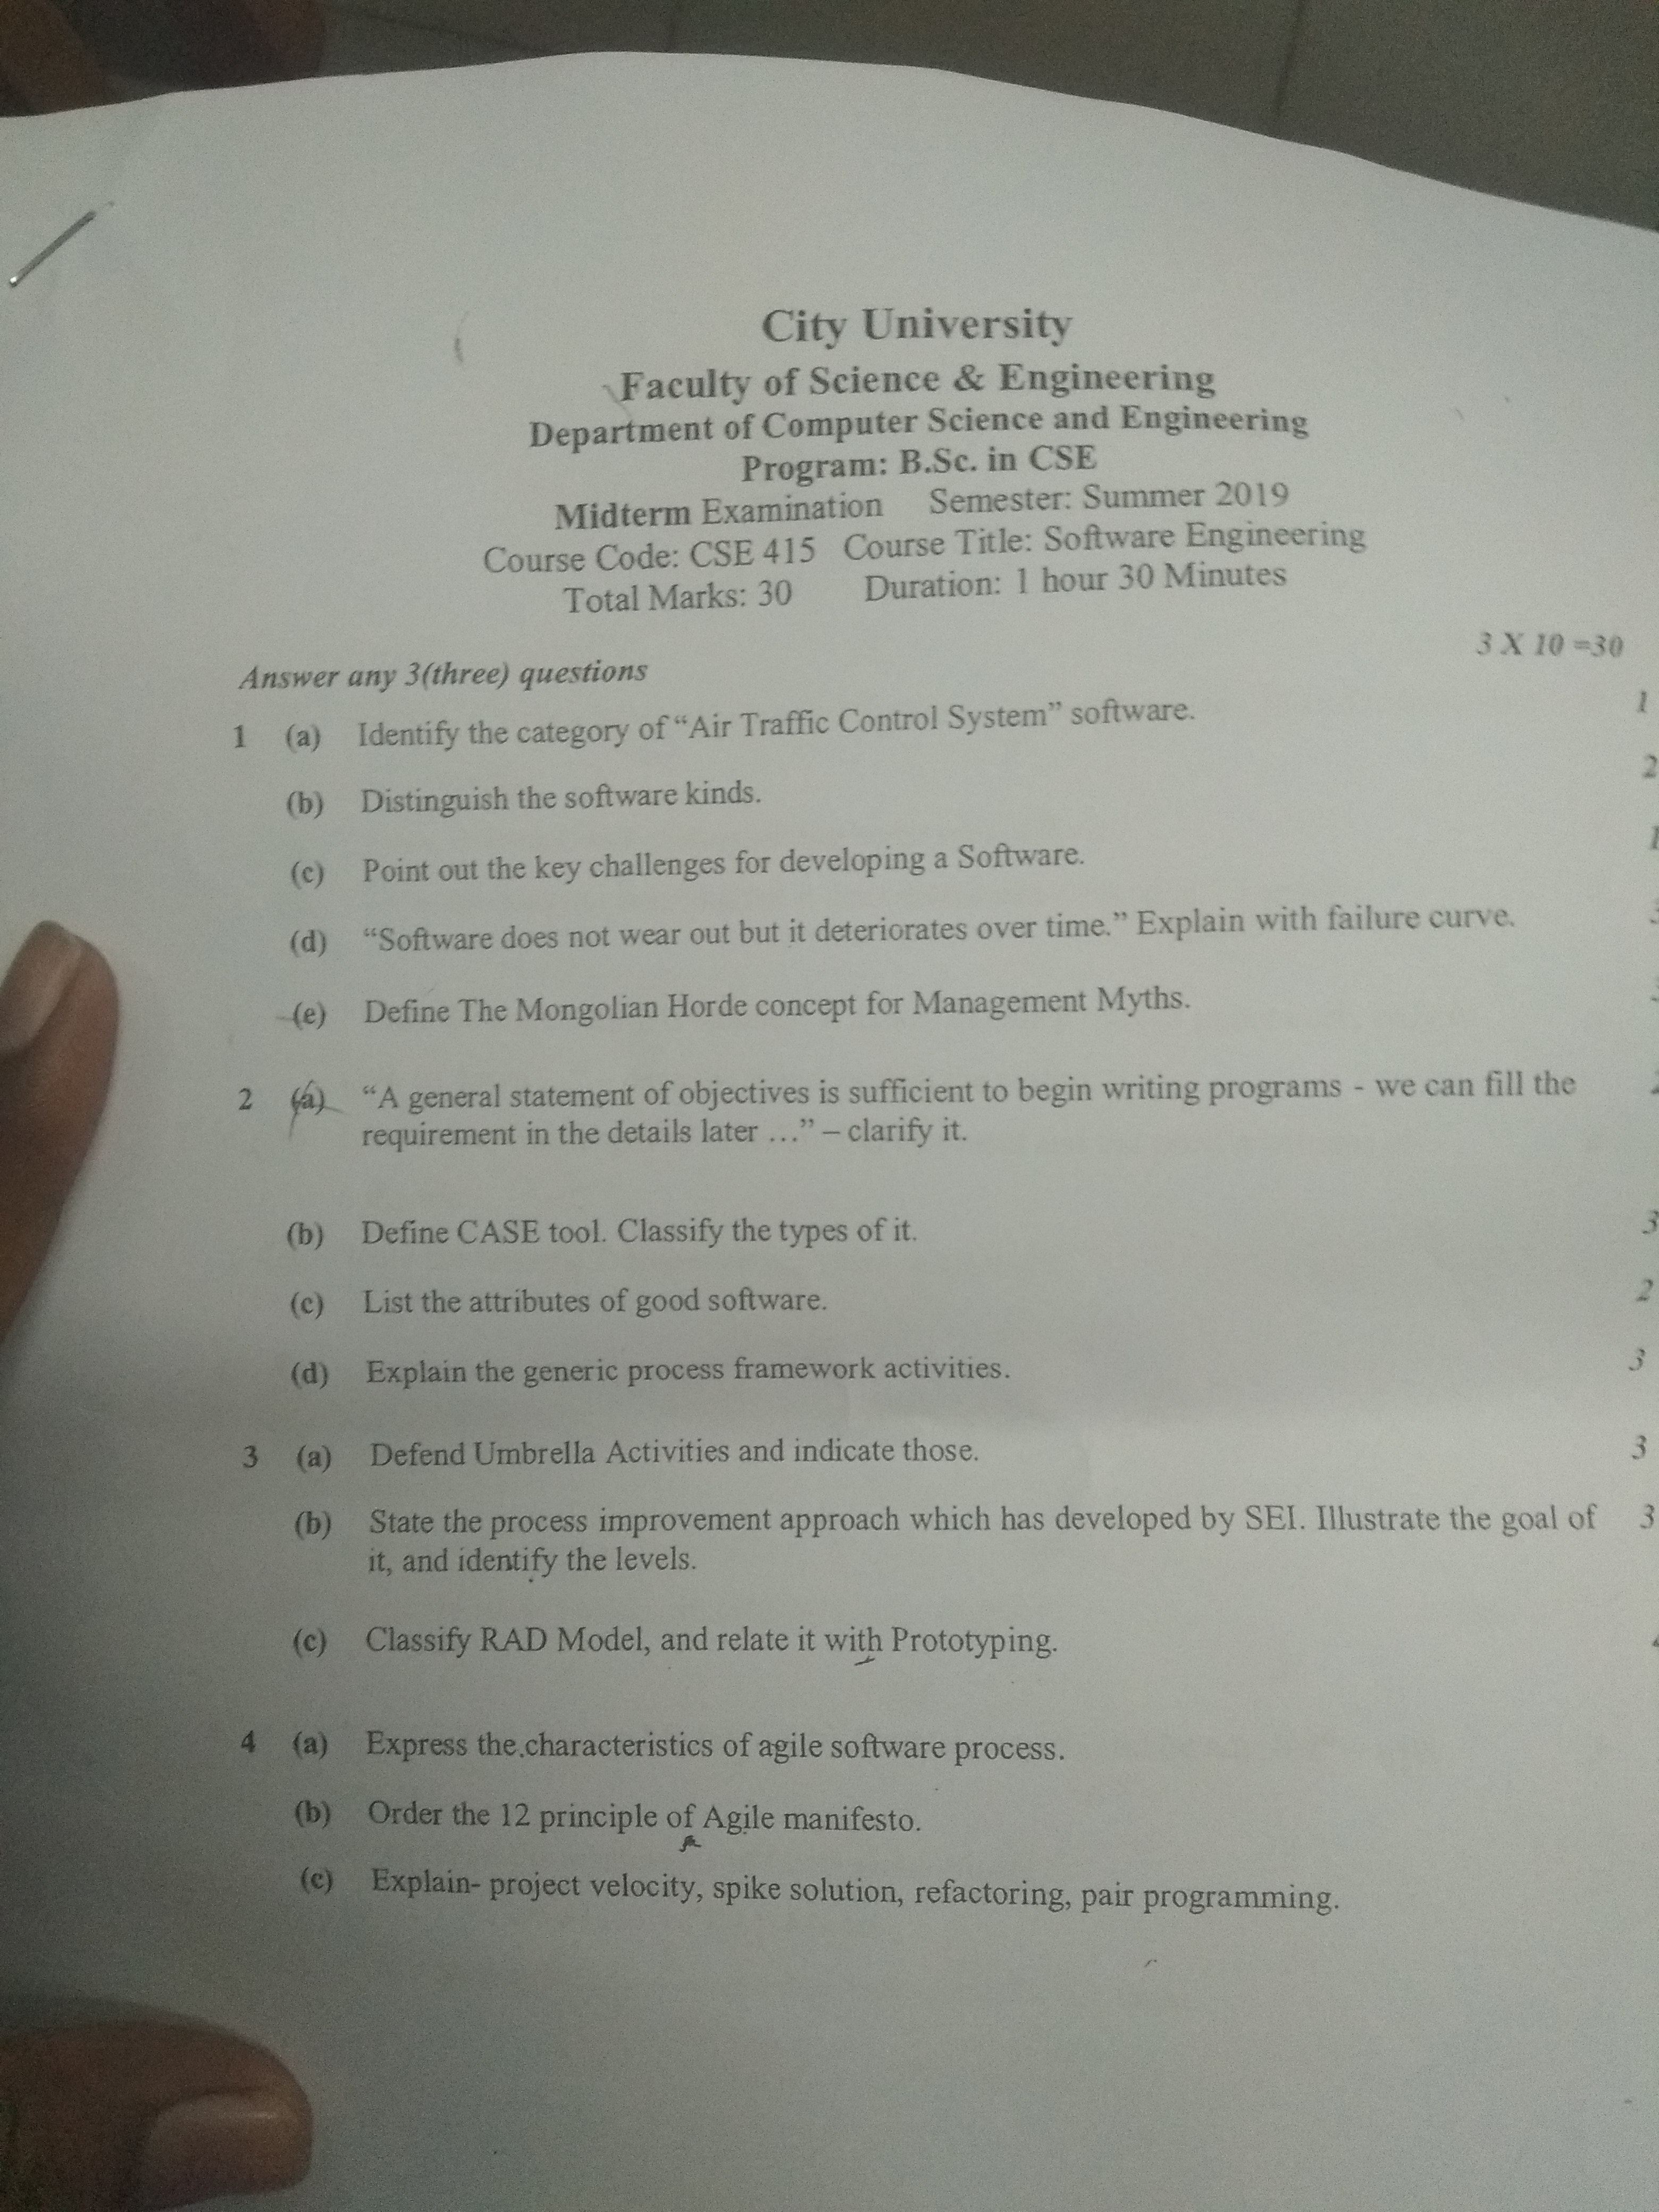 City University
Faculty of Science & Engineering
Department of Computer Science and Engineering
Program: B.Sc. in CSE
Midterm Examination Semester: Summer 2019
Course Code: CSE 415 Course Title: Software Engineering
Total Marks: 30 Duration: 1 hour 30 Minutes
3 X 10 =30
Answer any 3(three) questions
1 (a) Identify the category of “Air Traffic Control System” software. 1
(b) Distinguish the software kinds. 2
(c) Point out the key challenges for developing a Software. 1
(d) “Software does not wear out but it deteriorates over time.” Explain with failure curve.
(e) Define The Mongolian Horde concept for Management Myths.
2 (a) “A general statement of objectives is sufficient to begin writing programs - we can fill the
requirement in the details later …” – clarify it.
(b) Define CASE tool. Classify the types of it. 3
(c) List the attributes of good software. 2
(d) Explain the generic process framework activities. 3
3 (a) Defend Umbrella Activities and indicate those. 3
(b) State the process improvement approach which has developed by SEI. Illustrate the goal of 3
it, and identify the levels.
(c) Classify RAD Model, and relate it with Prototyping.
4 (a) Express the characteristics of agile software process.
(b) Order the 12 principle of Agile manifesto.
(c) Explain- project velocity, spike solution, refactoring, pair programming.